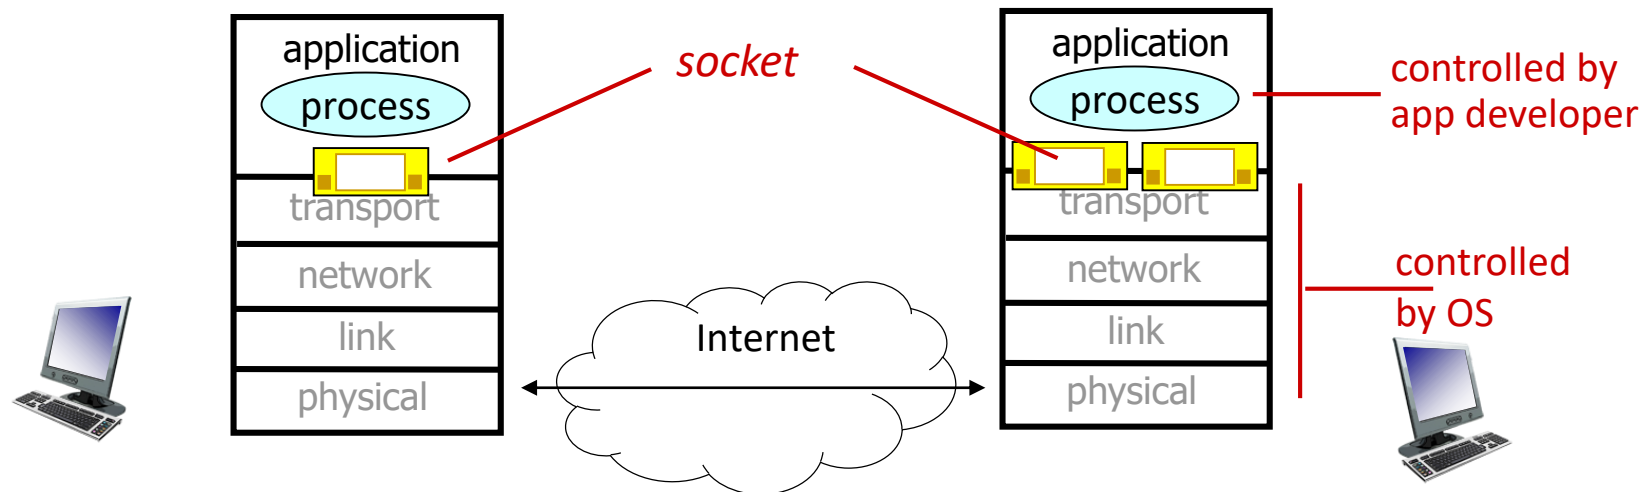 application
process
transport
network
link
physical
socket
Internet
application
process
transport
network
link
physical
controlled by
app developer
controlled
by OS